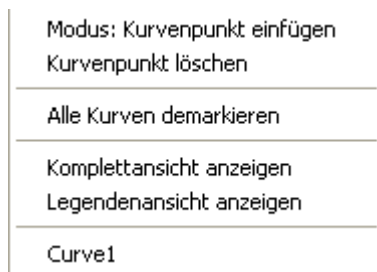 Modus: Kurvenpunkt einfügen
Kurvenpunkt löschen
Alle Kurven demarkieren
Komplettansicht anzeigen
Legendenansicht anzeigen
Curve1